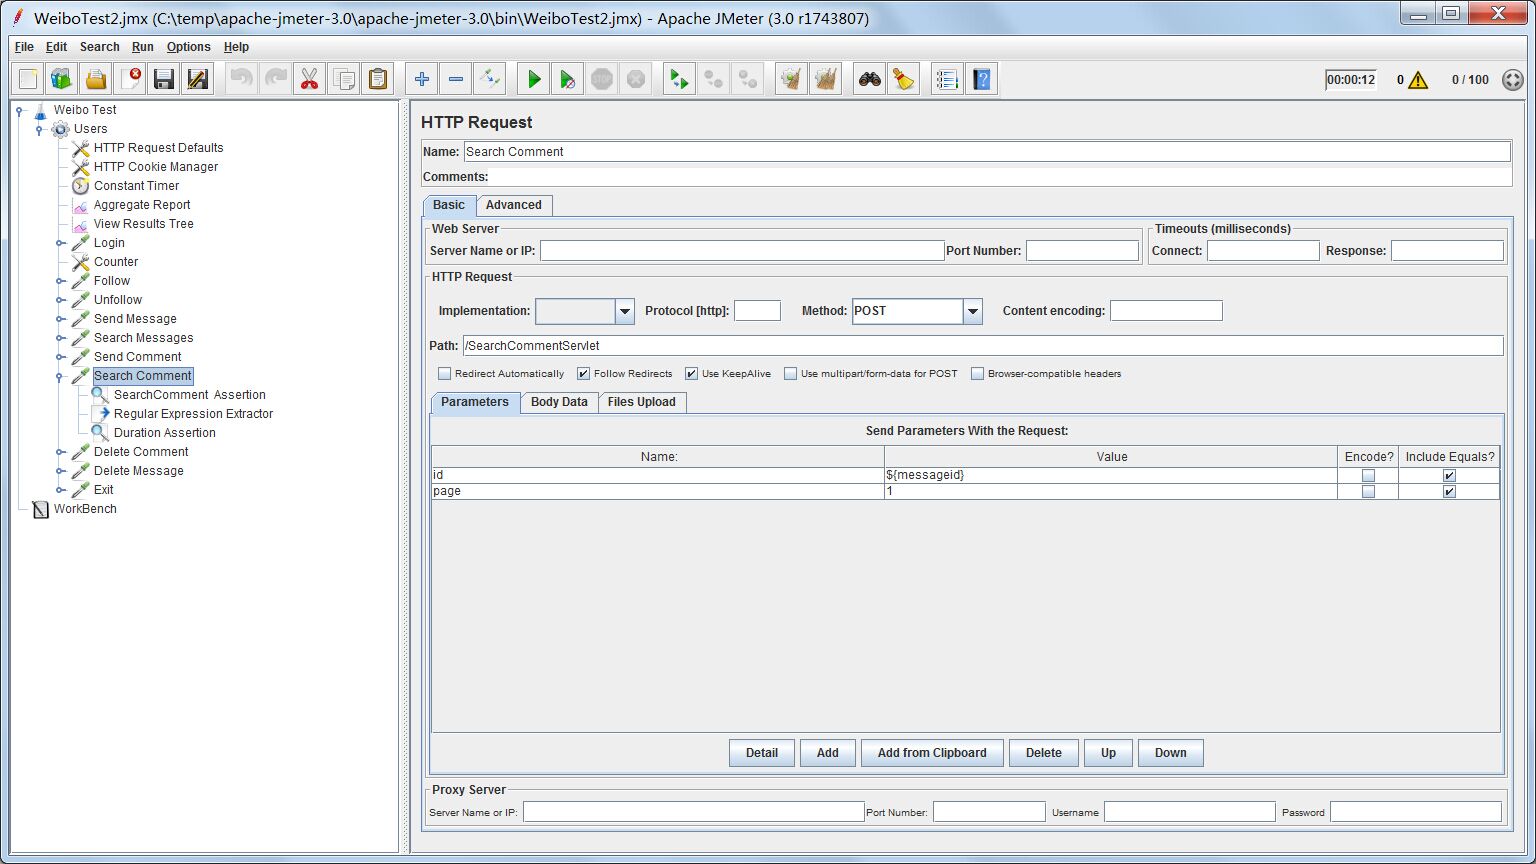 WeiboTest2.jmx (C:\temp\apache-jmeter-3.0\apache-jmeter-3.0\bin\WeiboTest2.jmx) - Apache JMeter (3.0 r1743807)
File Edit Search Run Options Help
STOP 00:00:12 0 0 / 100
Weibo Test
Users
HTTP Request Defaults
HTTP Cookie Manager
Constant Timer
Aggregate Report
View Results Tree
Login
Counter
Follow
Unfollow
Send Message
Search Messages
Send Comment
Search Comment
SearchComment Assertion
Regular Expression Extractor
Duration Assertion
Delete Comment
Delete Message
Exit
WorkBench
HTTP Request
Name: Search Comment
Comments:
Basic Advanced
Web Server Timeouts (milliseconds)
Server Name or IP: Port Number: Connect: Response:
HTTP Request
Implementation: Protocol [http]: Method: POST Content encoding:
Path: /SearchCommentServlet
Redirect Automatically Follow Redirects Use KeepAlive Use multipart/form-data for POST Browser-compatible headers
Parameters Body Data Files Upload
Send Parameters With the Request:
Name: Value Encode? Include Equals?
id ${messageid}
page 1
Detail Add Add from Clipboard Delete Up Down
Proxy Server
Server Name or IP: Port Number: Username Password